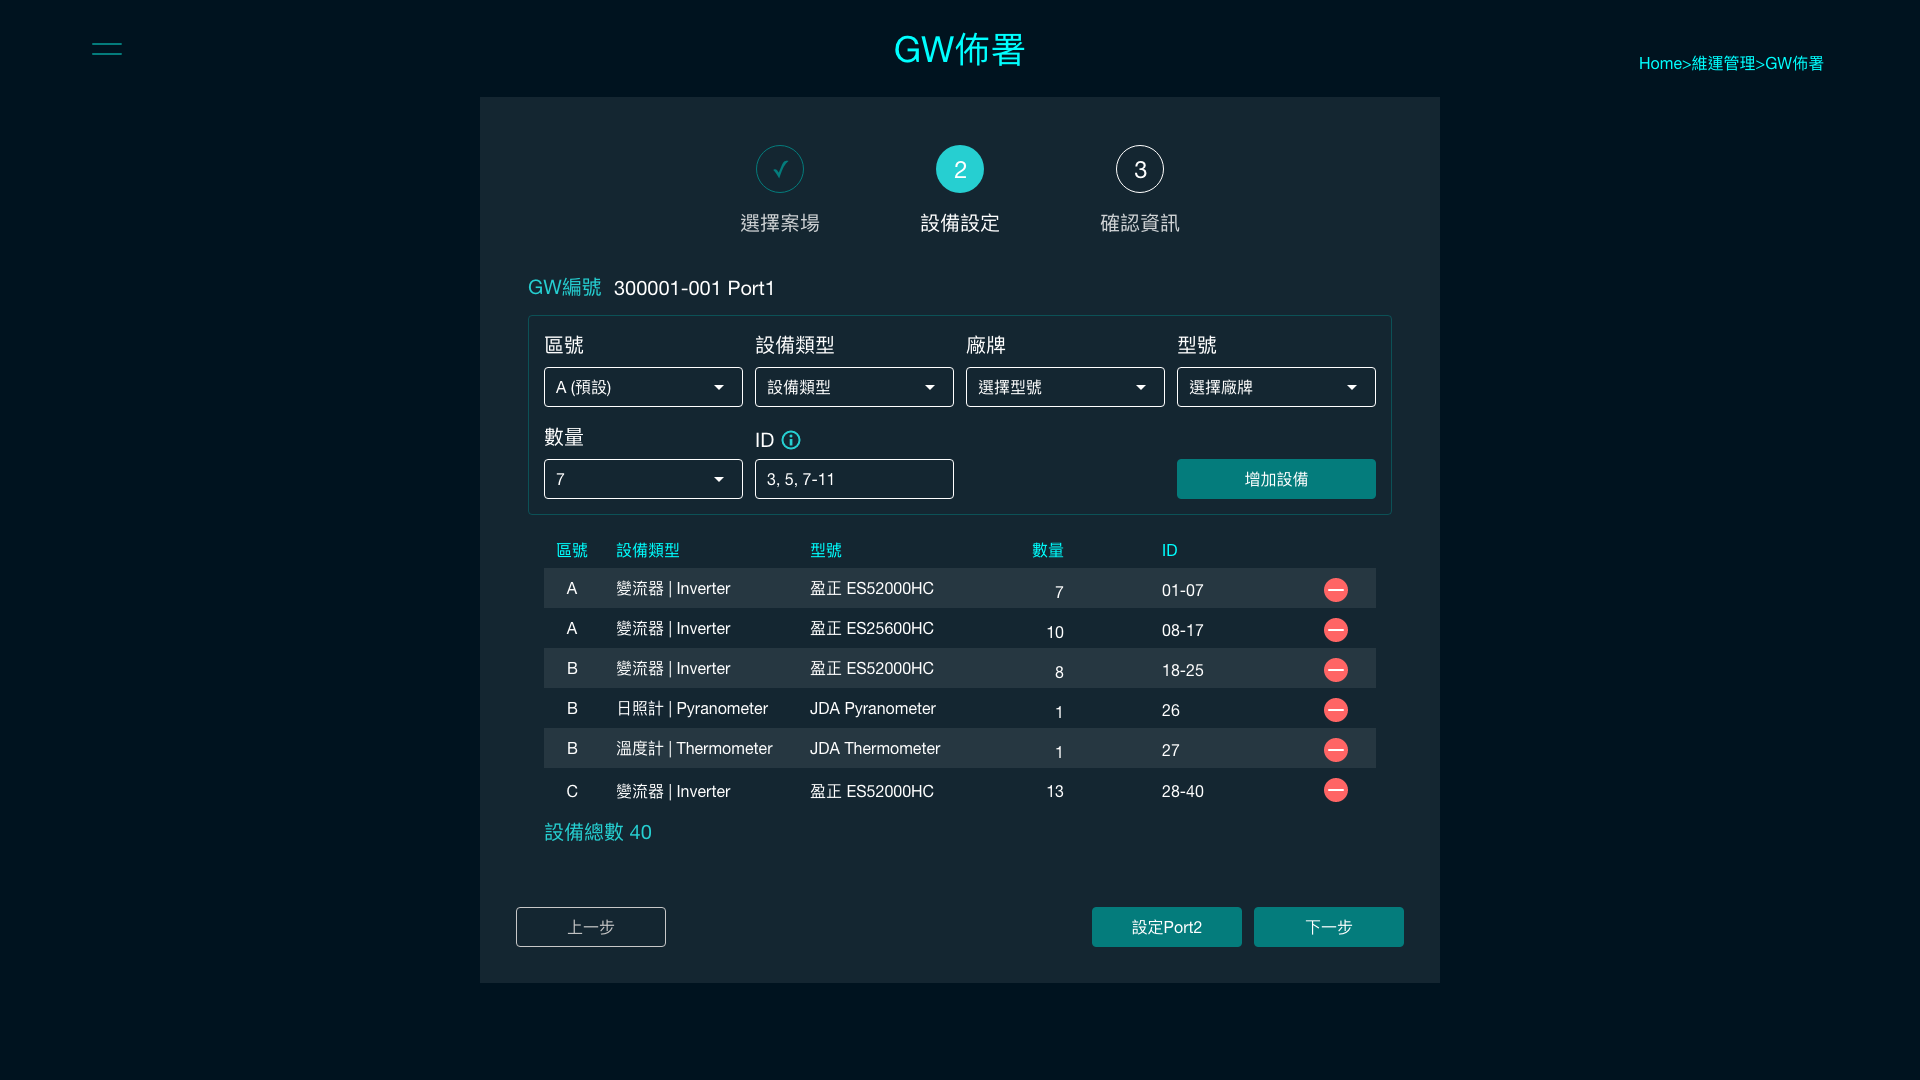 GW佈署
Home>維運管理>GW佈署
2
3
選擇案場
設備設定
確認資訊
GW編號 300001-001 Port1
區號 設備類型 廠牌 型號
A (預設) 設備類型 選擇型號 選擇廠牌
數量 ID
7 3, 5, 7-11 增加設備
區號 設備類型 型號 數量 ID
A 變流器 | Inverter 盈正 ES52000HC 7 01-07
A 變流器 | Inverter 盈正 ES25600HC 10 08-17
B 變流器 | Inverter 盈正 ES52000HC 8 18-25
B 日照計 | Pyranometer JDA Pyranometer 1 26
B 溫度計 | Thermometer JDA Thermometer 1 27
C 變流器 | Inverter 盈正 ES52000HC 13 28-40
設備總數 40
上一步 設定Port2 下一步